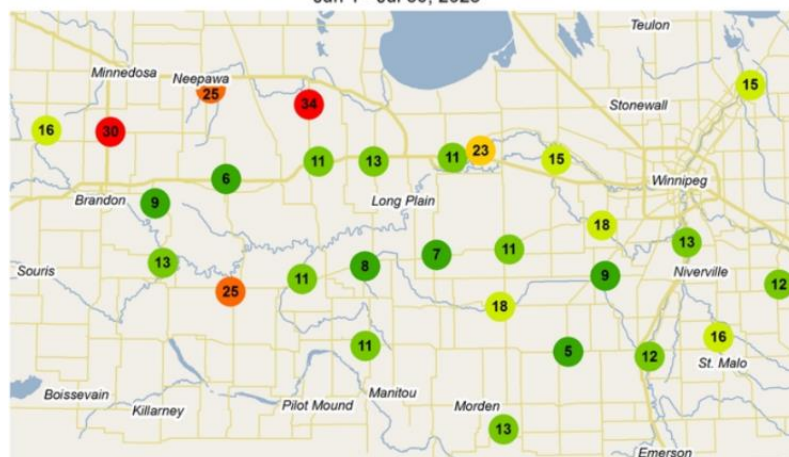 Teulon
Minnedosa
Neepawa
25
34
15
Stonewall
16
30
11
13
11
23
15
6
Winnipeg
9
Brandon
Long Plain
18
13
11
7
13
8
Souris
11
9
Niverville
12
25
18
16
11
5
12
St. Malo
Boissevain
Killarney
Pilot Mound
Manitou
Morden
13
Emerson